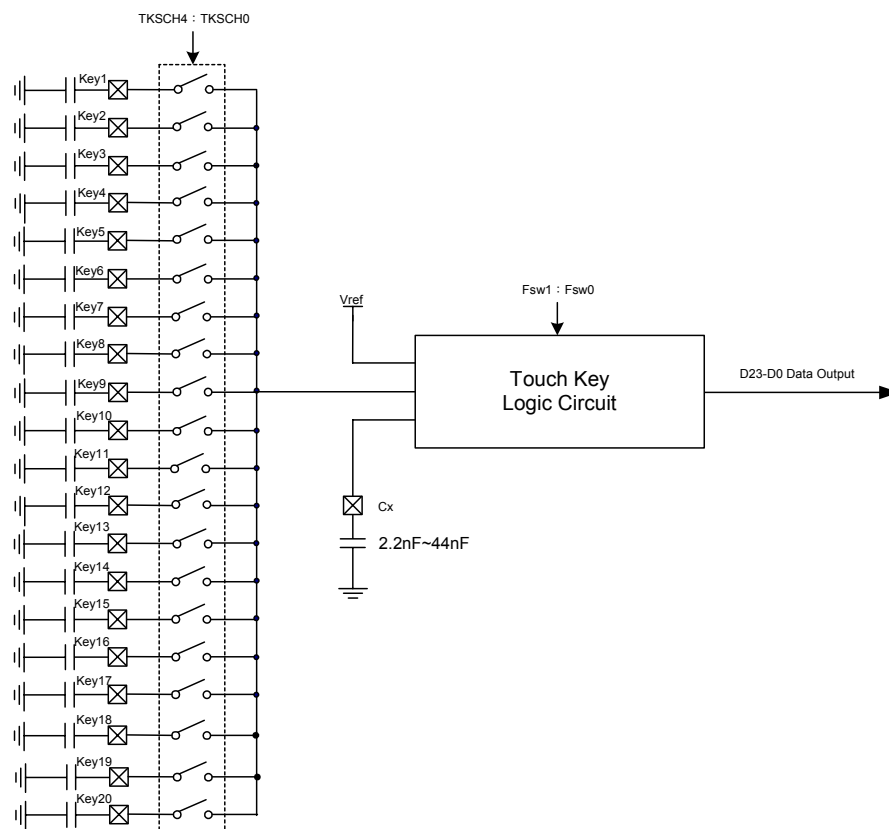 TKSCH4：TKSCH0
Key1
Key2
Key3
Key4
Key5
Key6
Key7
Key8
Key9
Key10
Key11
Key12
Key13
Key14
Key15
Key16
Key17
Key18
Key19
Key20
Vref
Fsw1：Fsw0
Touch Key
Logic Circuit
D23-D0 Data Output
Cx
2.2nF~44nF